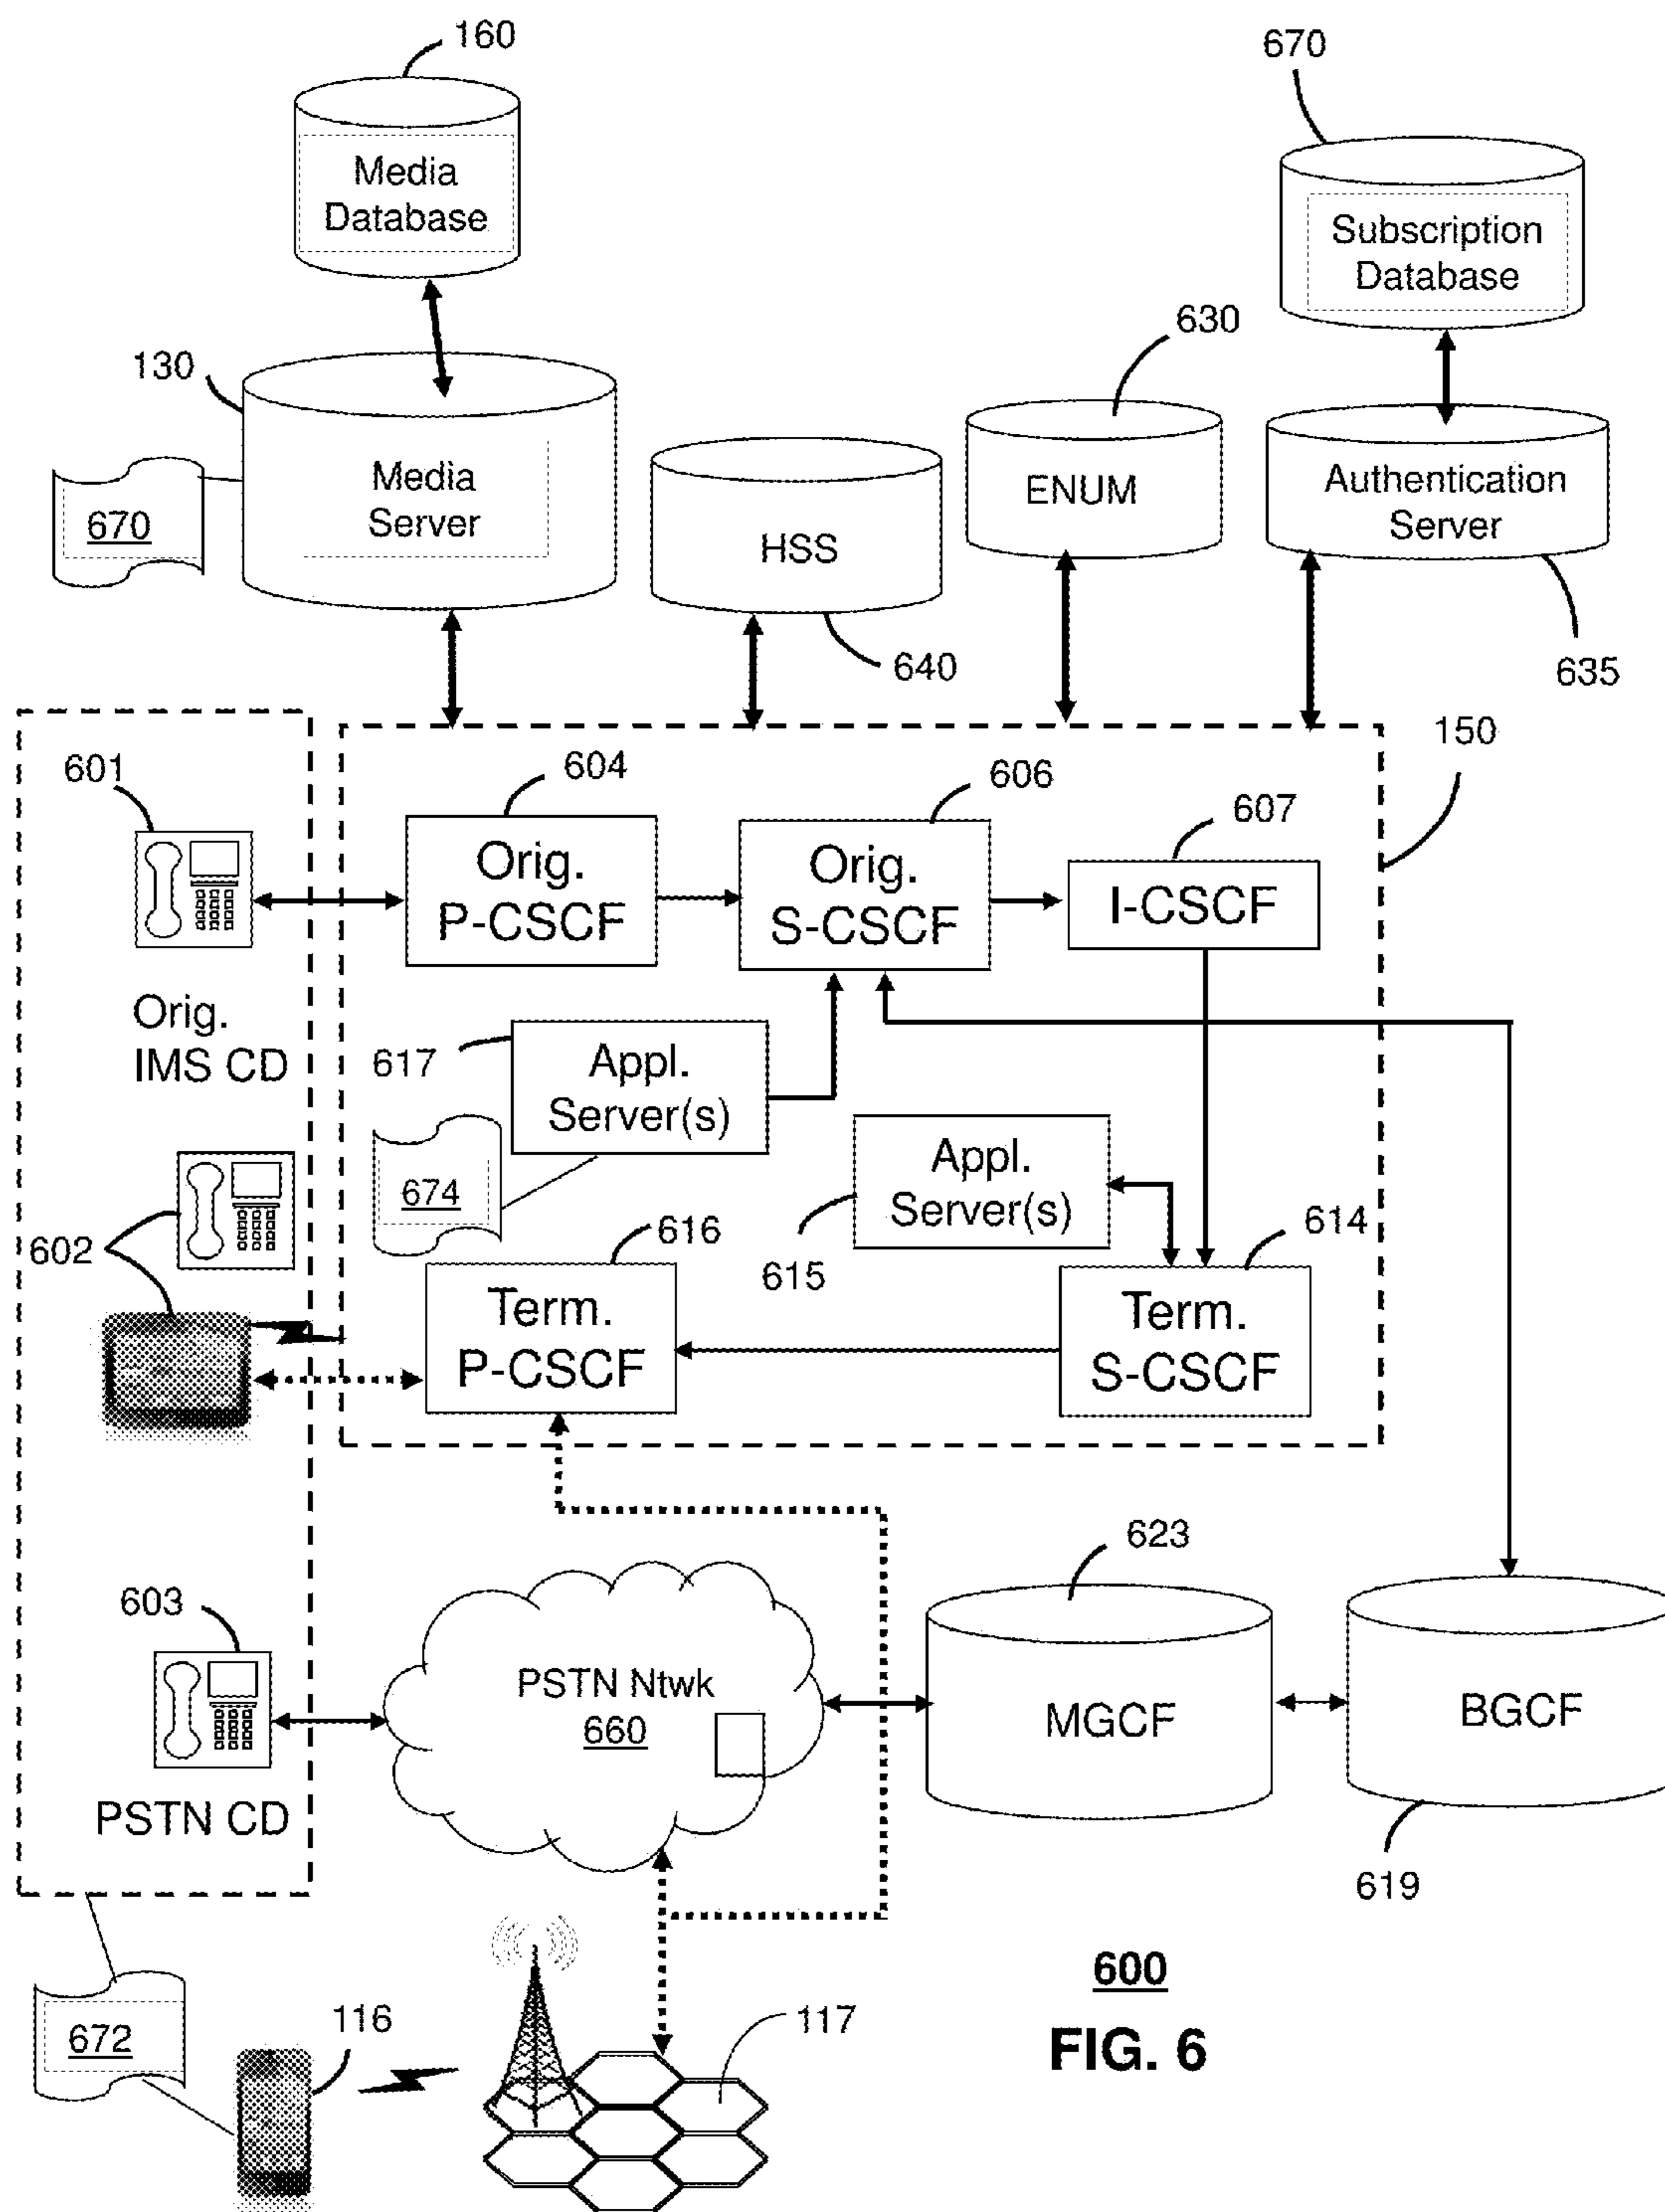 160
670
Media
Database
Subscription
Database
130
630
Media
Server
670
HSS
ENUM
Authentication
Server
640
635
150
601
604
606
607
Orig.
P-CSCF
Orig.
S-CSCF
I-CSCF
Orig.
IMS CD
617
Appl.
Server(s)
674
Appl.
Server(s)
602
616
615
614
Term.
P-CSCF
Term.
S-CSCF
623
603
PSTN Ntwk
660
MGCF
BGCF
PSTN CD
619
672
116
117
600
FIG. 6